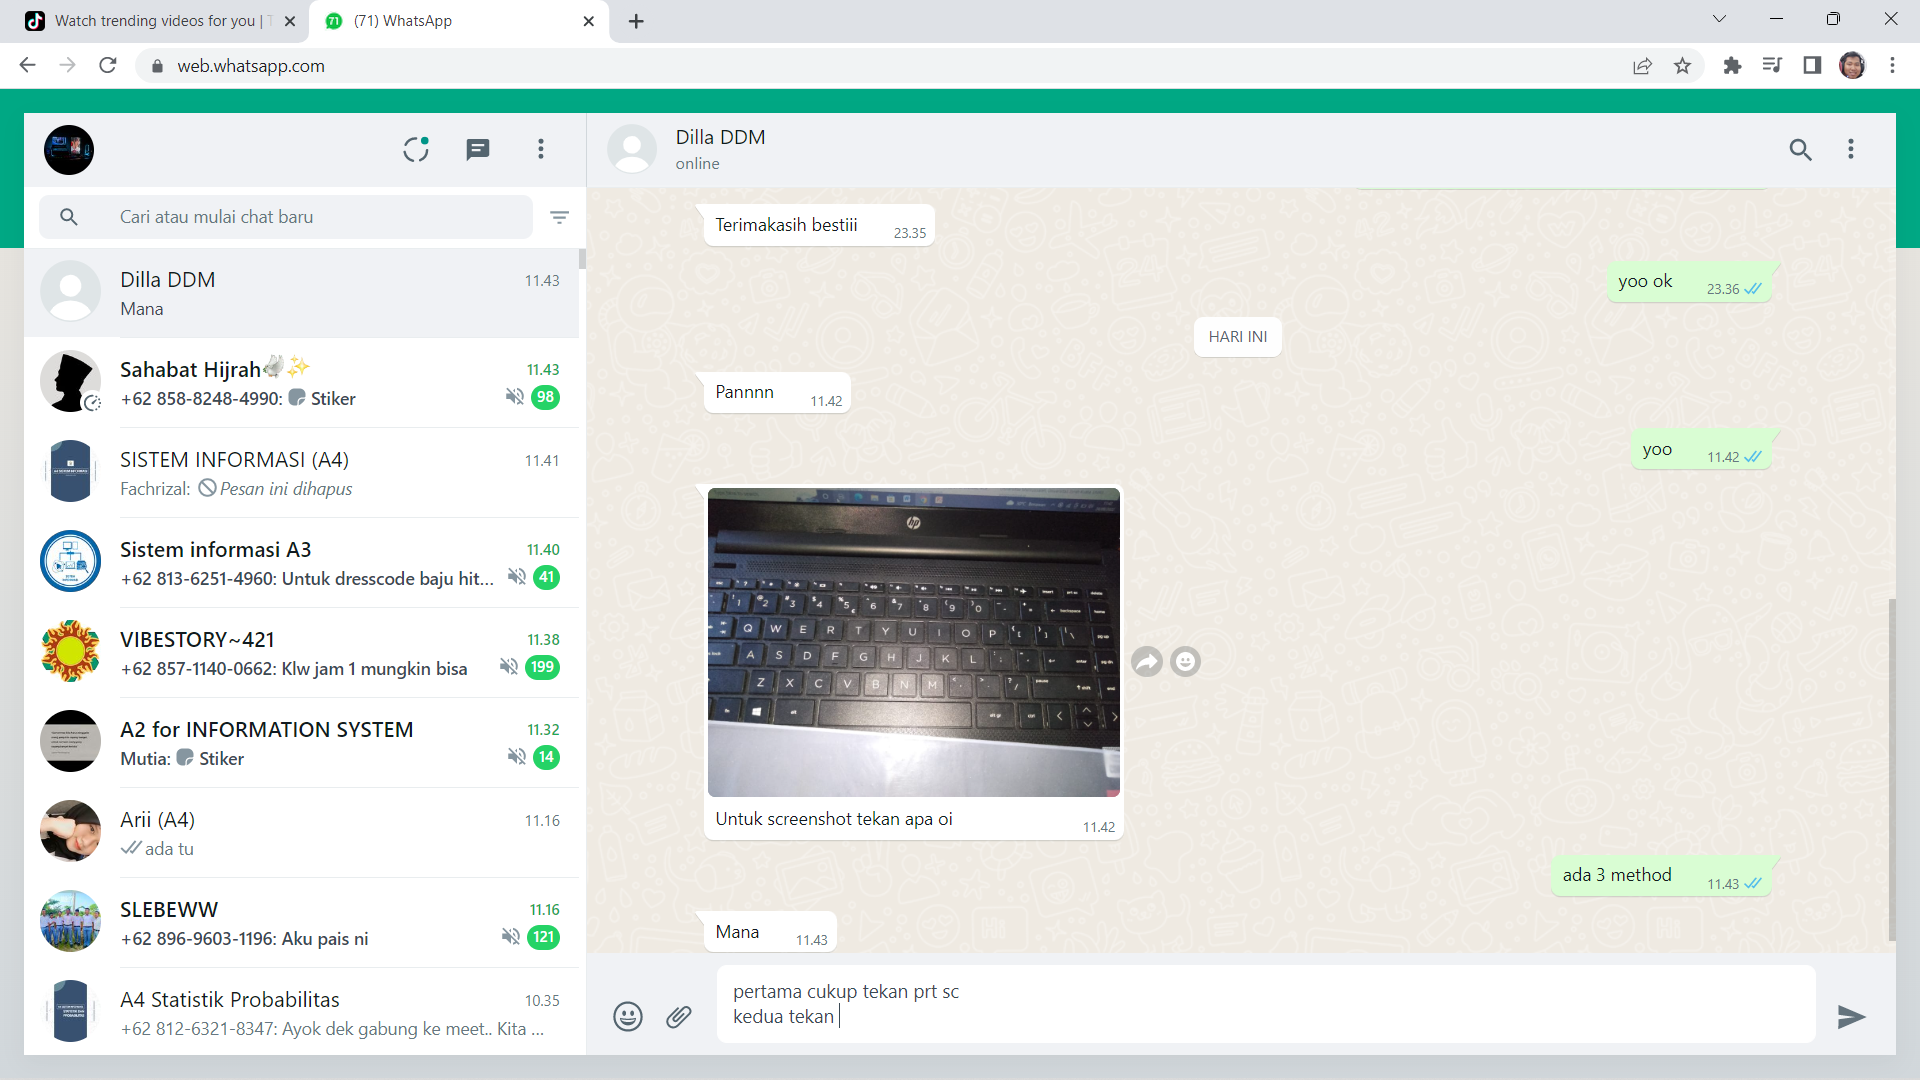 Watch trending videos for you | T
(71) WhatsApp
web.whatsapp.com
Cari atau mulai chat baru
Dilla DDM
11.43
Mana
Sahabat Hijrah🕊️✨
11.43
+62 858-8248-4990: Stiker
98
SISTEM INFORMASI (A4)
11.41
Fachrizal: Pesan ini dihapus
Sistem informasi A3
11.40
+62 813-6251-4960: Untuk dresscode baju hit...
41
VIBESTORY~421
11.38
+62 857-1140-0662: Klw jam 1 mungkin bisa
199
A2 for INFORMATION SYSTEM
11.32
Mutia: Stiker
14
Arii (A4)
11.16
ada tu
SLEBEWW
11.16
+62 896-9603-1196: Aku pais ni
121
A4 Statistik Probabilitas
10.35
+62 812-6321-8347: Ayok dek gabung ke meet.. Kita ...
Dilla DDM
online
Terimakasih bestiii
23.35
yoo ok
23.36
HARI INI
Pannnn
11.42
yoo
11.42
hp
Q W E R T Y U I O P
A S D F G H J K L
Z X C V B N M
Untuk screenshot tekan apa oi
11.42
ada 3 method
11.43
Mana
11.43
pertama cukup tekan prt sc
kedua tekan